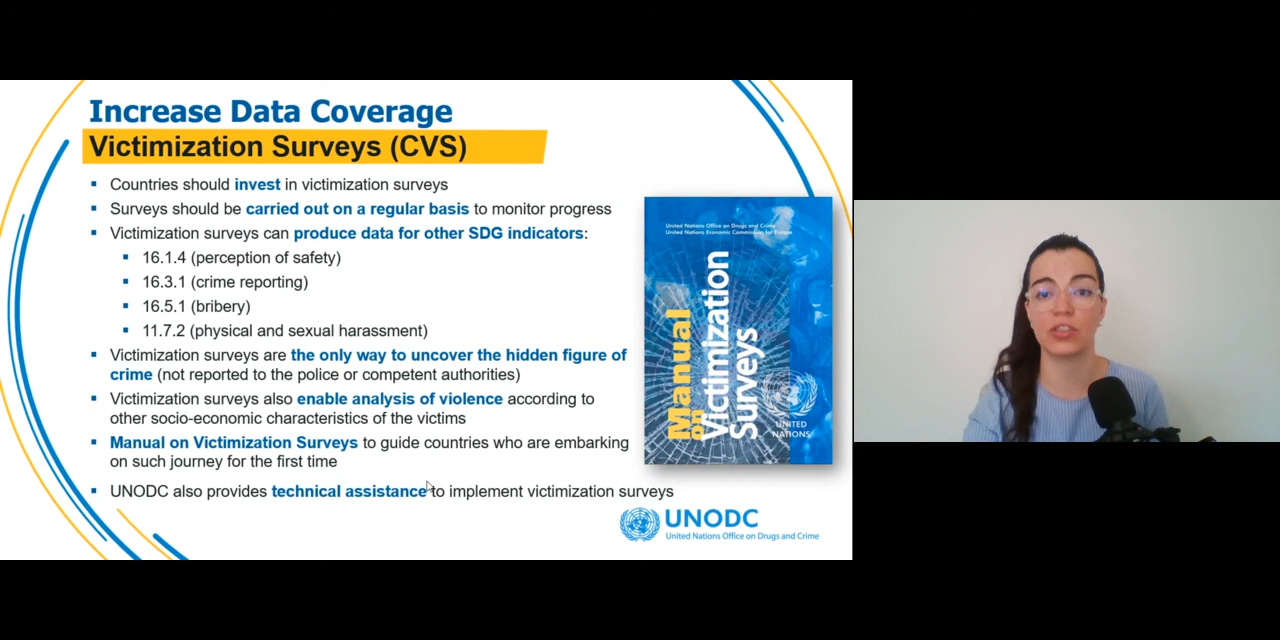 Increase Data Coverage
Victimization Surveys (CVS)
▪ Countries should invest in victimization surveys
▪ Surveys should be carried out on a regular basis to monitor progress
▪ Victimization surveys can produce data for other SDG indicators:
▪ 16.1.4 (perception of safety)
▪ 16.3.1 (crime reporting)
▪ 16.5.1 (bribery)
▪ 11.7.2 (physical and sexual harassment)
▪ Victimization surveys are the only way to uncover the hidden figure of
crime (not reported to the police or competent authorities)
▪ Victimization surveys also enable analysis of violence according to
other socio-economic characteristics of the victims
▪ Manual on Victimization Surveys to guide countries who are embarking
on such journey for the first time
▪ UNODC also provides technical assistance to implement victimization surveys
United Nations Office on Drugs and Crime
United Nations Economic Commission for Europe
Manual
on Victimization
Surveys
UNITED
NATIONS
UNODC
United Nations Office on Drugs and Crime